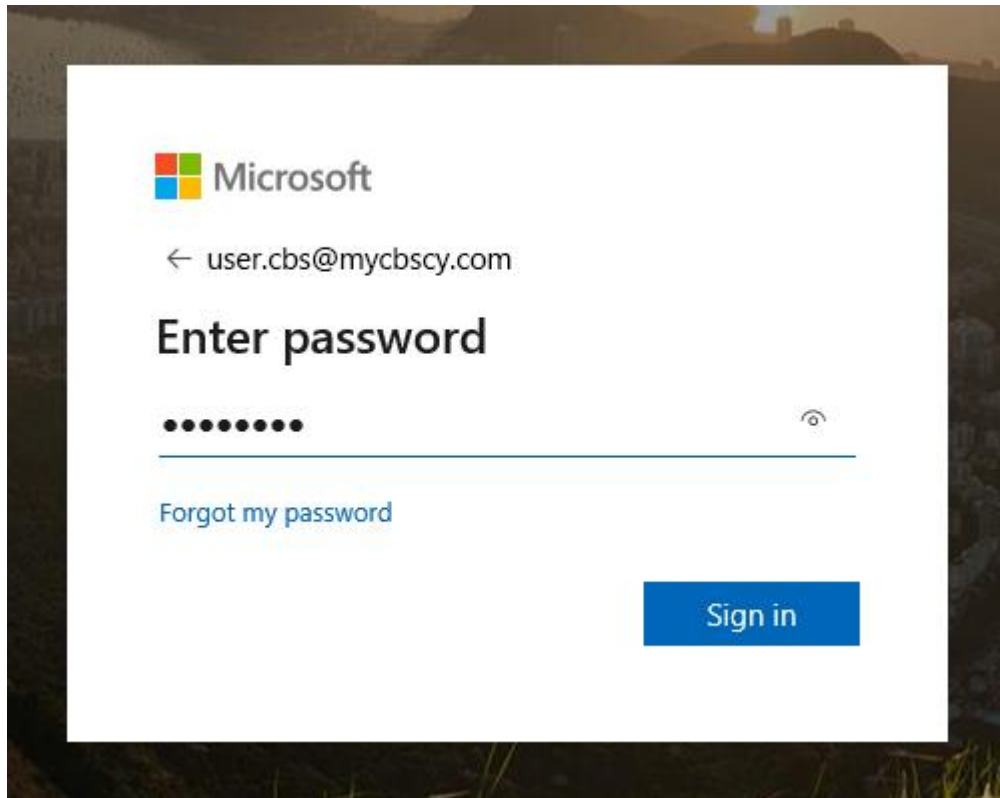 Microsoft
← user.cbs@mycbscy.com
Enter password
••••••••
Forgot my password
Sign in